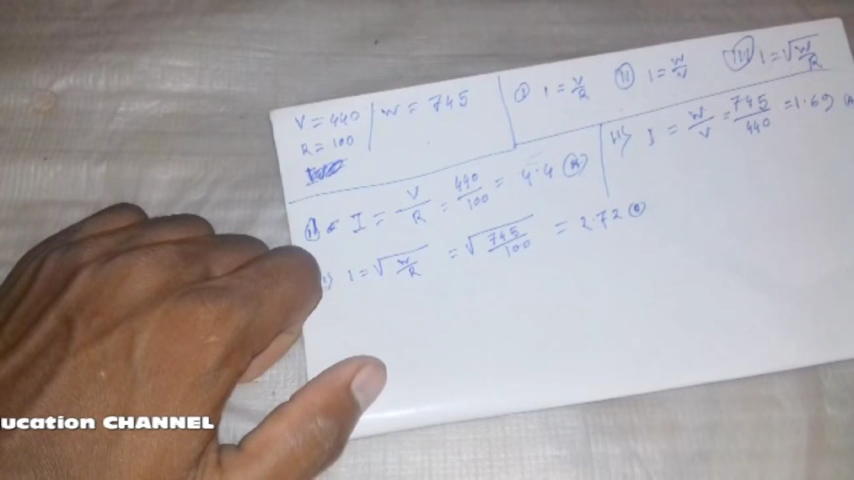 V = 440 | W = 745
R = 100
I I = V/R II I = W/V III I = √W/R
I = V/R = 440/100 = 4.4 (A)
II) I = W/V = 745/440 = 1.69 (A
I = √W/R = √745/100 = 2.72
ucation CHANNEL